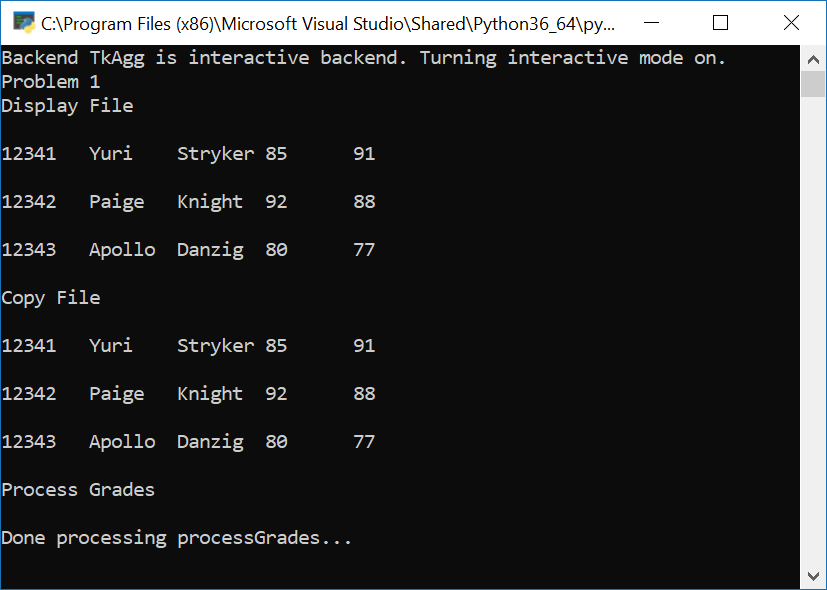 C:\Program Files (x86)\Microsoft Visual Studio\Shared\Python36_64\py...
Backend TkAgg is interactive backend. Turning interactive mode on.
Problem 1
Display File
12341 Yuri Stryker 85 91
12342 Paige Knight 92 88
12343 Apollo Danzig 80 77
Copy File
12341 Yuri Stryker 85 91
12342 Paige Knight 92 88
12343 Apollo Danzig 80 77
Process Grades
Done processing processGrades...